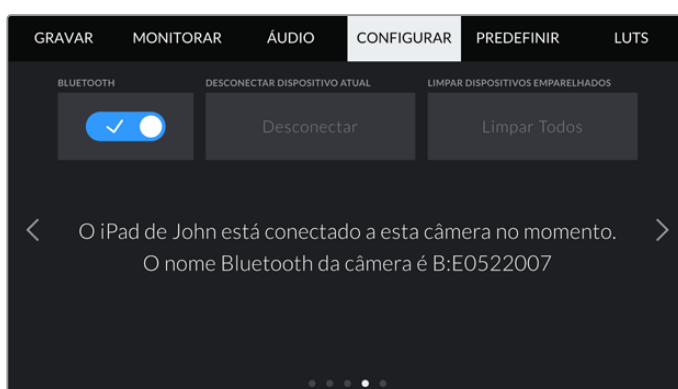 GRAVAR MONITORAR ÁUDIO CONFIGURAR PREDEFINIR LUTS
BLUETOOTH DESCONECTAR DISPOSITIVO ATUAL LIMPAR DISPOSITIVOS EMPARELHADOS
Desconectar Limpar Todos
O iPad de John está conectado a esta câmera no momento.
O nome Bluetooth da câmera é B:E0522007